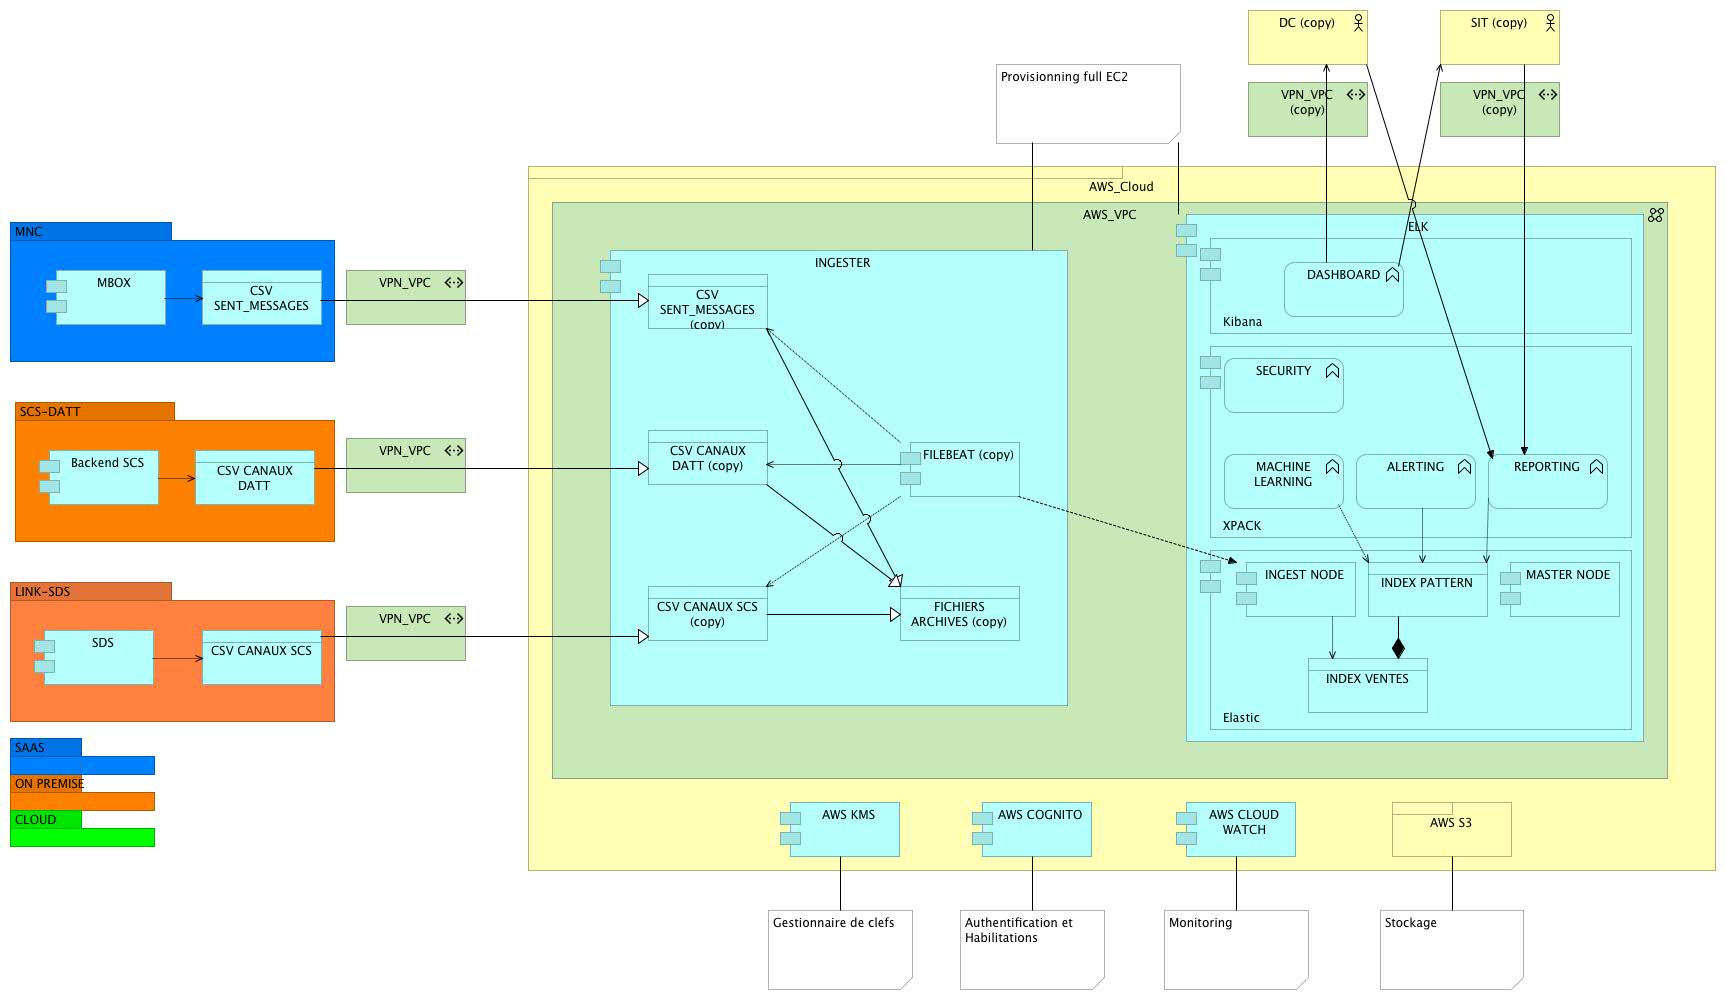 DC (copy)
SIT (copy)
Provisionning full EC2
VPN_VPC
(copy)
VPN_VPC
(copy)
AWS_Cloud
AWS_VPC
ELK
MNC
MBOX
CSV
SENT_MESSAGES
VPN_VPC
INGESTER
CSV
SENT_MESSAGES
(copy)
DASHBOARD
Kibana
SECURITY
SCS-DATT
Backend SCS
CSV CANAUX
DATT
VPN_VPC
CSV CANAUX
DATT (copy)
FILEBEAT (copy)
MACHINE
LEARNING
ALERTING
REPORTING
XPACK
LINK-SDS
SDS
CSV CANAUX SCS
VPN_VPC
CSV CANAUX SCS
(copy)
FICHIERS
ARCHIVES (copy)
INGEST NODE
INDEX PATTERN
MASTER NODE
INDEX VENTES
Elastic
SAAS
ON PREMISE
CLOUD
AWS KMS
AWS COGNITO
AWS CLOUD
WATCH
AWS S3
Gestionnaire de clefs
Authentification et
Habilitations
Monitoring
Stockage